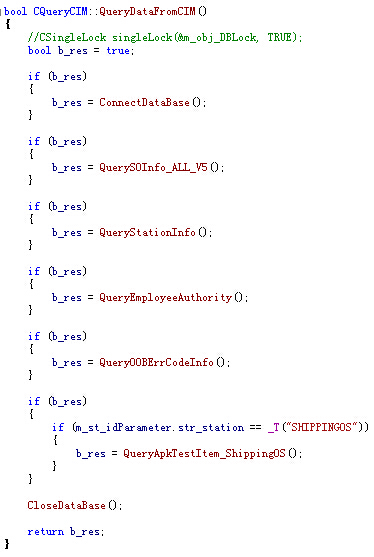 bool CQueryCIM::QueryDataFromCIM()
{
//CSingleLock singleLock(&m_obj_DBLock, TRUE);
bool b_res = true;
if (b_res)
{
b_res = ConnectDataBase();
}
if (b_res)
{
b_res = QuerySOInfo_ALL_V5();
}
if (b_res)
{
b_res = QueryStationInfo();
}
if (b_res)
{
b_res = QueryEmployeeAuthority();
}
if (b_res)
{
b_res = QueryOOBErrCodeInfo();
}
if (b_res)
{
if (m_st_idParameter.str_station == _T("SHIPPINGOS"))
{
b_res = QueryApkTestItem_ShippingOS();
}
}
CloseDataBase();
return b_res;
}